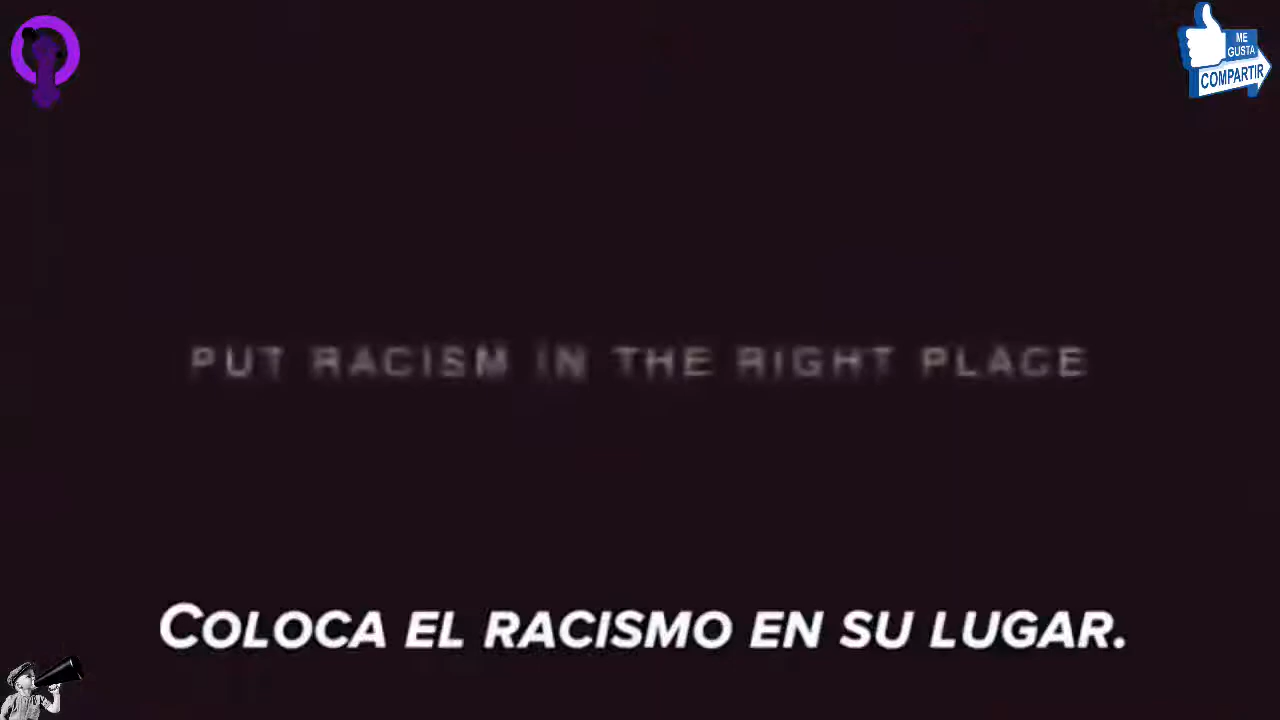 ME
GUSTA
COMPARTIR
PUT RACISM IN THE RIGHT PLACE
COLOCA EL RACISMO EN SU LUGAR.